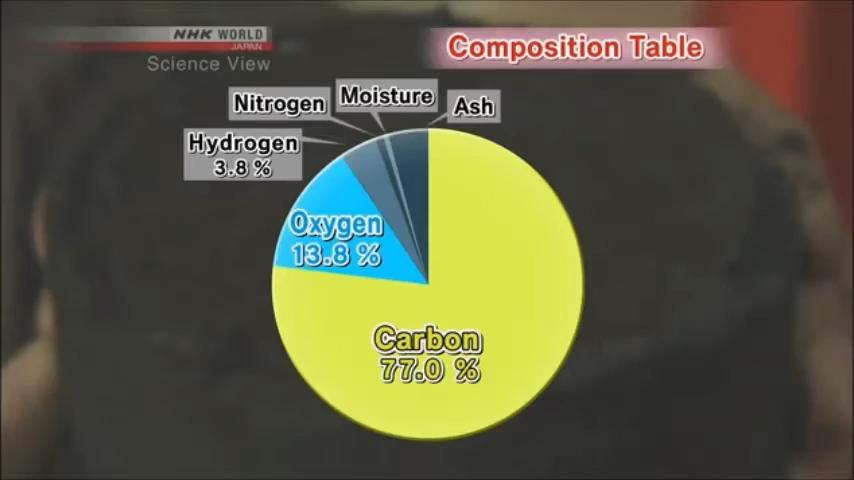 NHK WORLD
JAPAN
Science View
Composition Table
Nitrogen
Moisture
Ash
Hydrogen
3.8 %
Oxygen
13.8 %
Carbon
77.0 %